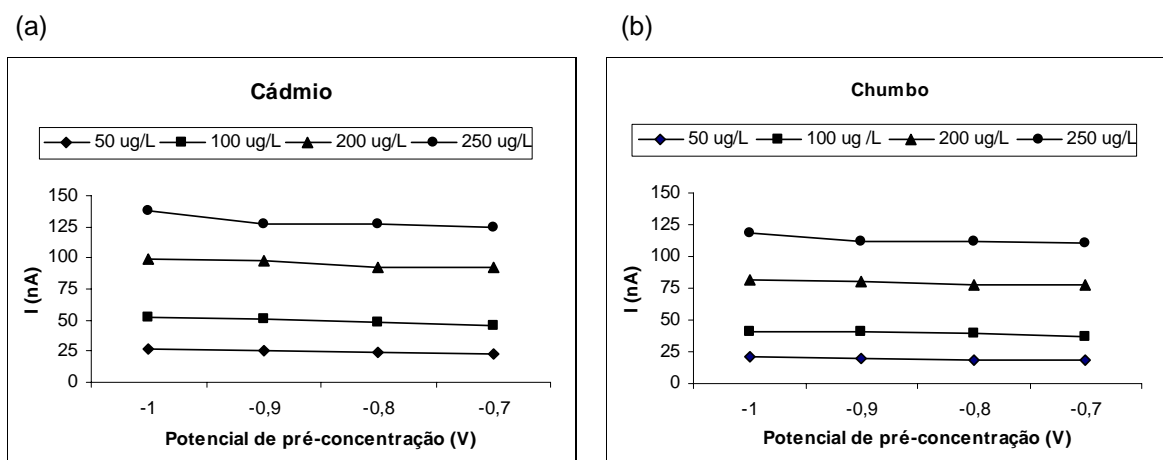 (a)
Cádmio
50 ug/L 100 ug/L 200 ug/L 250 ug/L
150
125
100
75
50
25
0
I (nA)
-1 -0,9 -0,8 -0,7
Potencial de pré-concentração (V)
(b)
Chumbo
50 ug/L 100 ug /L 200 ug/L 250 ug/L
150
125
100
75
50
25
0
I (nA)
-1 -0,9 -0,8 -0,7
Potencial de pré-concentração (V)